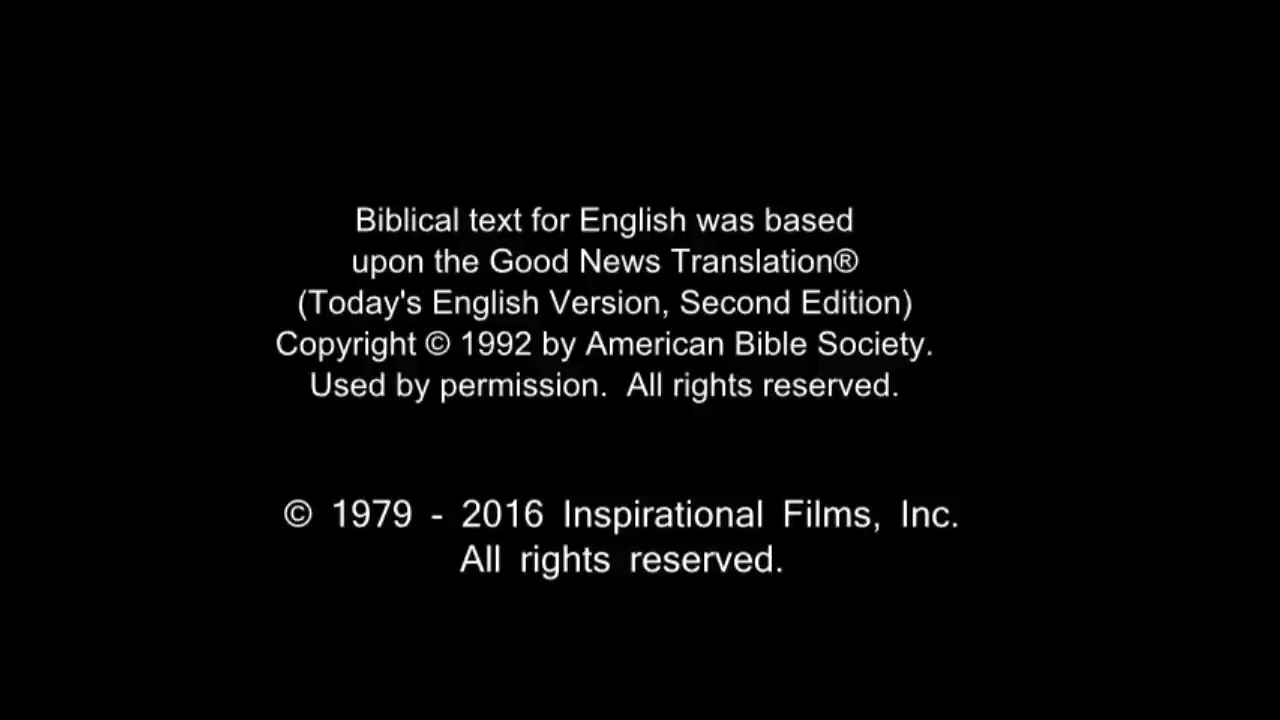 Biblical text for English was based
upon the Good News Translation®
(Today's English Version, Second Edition)
Copyright © 1992 by American Bible Society.
Used by permission.  All rights reserved.
© 1979 - 2016 Inspirational Films, Inc.
All rights reserved.